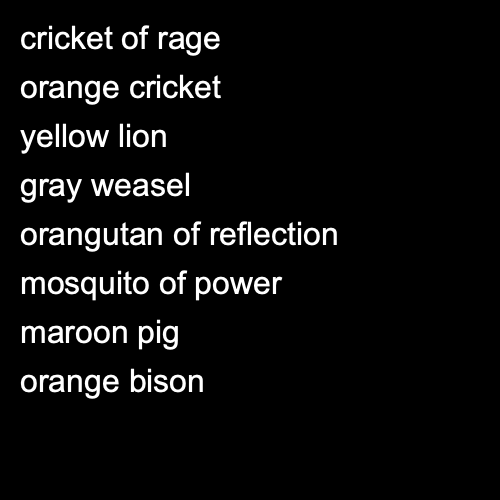 cricket of rage
orange cricket
yellow lion
gray weasel
orangutan of reflection
mosquito of power
maroon pig
orange bison